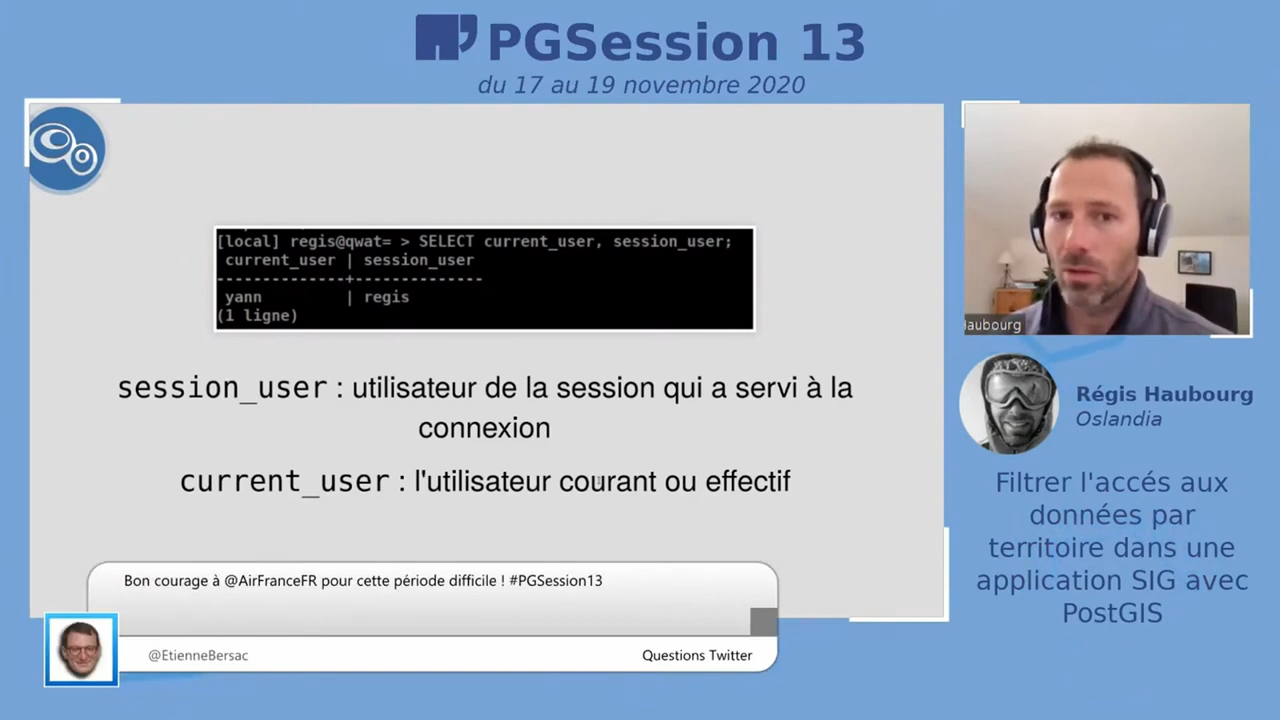 PGSession 13
du 17 au 19 novembre 2020
[local] regis@qwat= > SELECT current_user, session_user;
current_user | session_user
--------------+--------------
yann | regis
(1 ligne)
session_user : utilisateur de la session qui a servi à la
connexion
current_user : l'utilisateur courant ou effectif
Bon courage à @AirFranceFR pour cette période difficile ! #PGSession13
@EtienneBersac
Questions Twitter
Haubourg
Régis Haubourg
Oslandia
Filtrer l'accés aux
données par
territoire dans une
application SIG avec
PostGIS